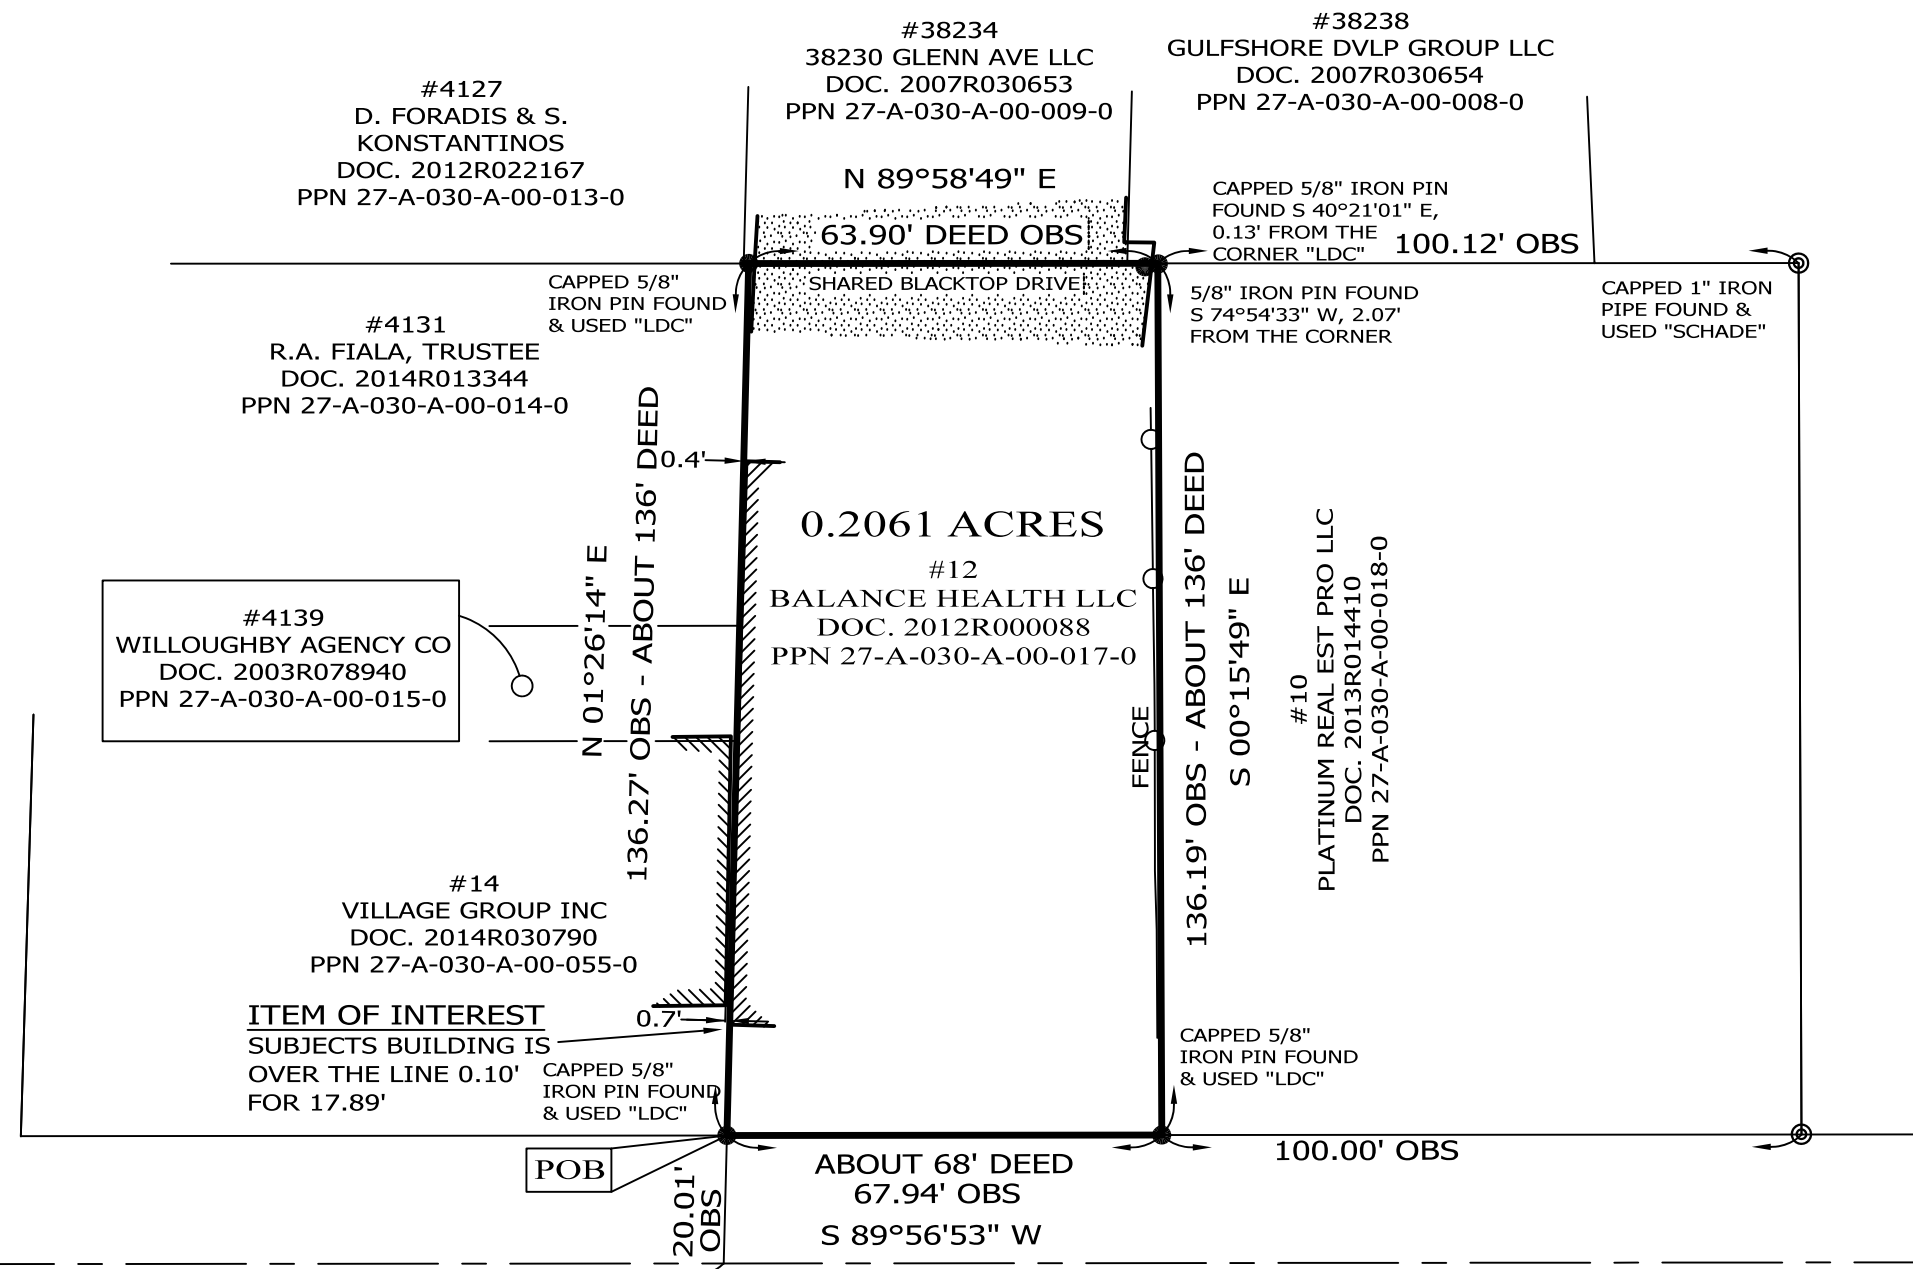 #4127
D. FORADIS & S.
KONSTANTINOS
DOC. 2012R022167
PPN 27-A-030-A-00-013-0
#38234
38230 GLENN AVE LLC
DOC. 2007R030653
PPN 27-A-030-A-00-009-0
#38238
GULFSHORE DVLP GROUP LLC
DOC. 2007R030654
PPN 27-A-030-A-00-008-0
N 89°58'49" E
63.90' DEED OBS
SHARED BLACKTOP DRIVE
CAPPED 5/8" IRON PIN
FOUND S 40°21'01" E,
0.13' FROM THE
CORNER "LDC"
100.12' OBS
CAPPED 5/8"
IRON PIN FOUND
& USED "LDC"
5/8" IRON PIN FOUND
S 74°54'33" W, 2.07'
FROM THE CORNER
CAPPED 1" IRON
PIPE FOUND &
USED "SCHADE"
#4131
R.A. FIALA, TRUSTEE
DOC. 2014R013344
PPN 27-A-030-A-00-014-0
0.4'
N 01°26'14" E
136.27' OBS - ABOUT 136' DEED
0.2061 ACRES
#12
BALANCE HEALTH LLC
DOC. 2012R000088
PPN 27-A-030-A-00-017-0
FENCE
136.19' OBS - ABOUT 136' DEED
S 00°15'49" E
#10
PLATINUM REAL EST PRO LLC
DOC. 2013R014410
PPN 27-A-030-A-00-018-0
#4139
WILLOUGHBY AGENCY CO
DOC. 2003R078940
PPN 27-A-030-A-00-015-0
#14
VILLAGE GROUP INC
DOC. 2014R030790
PPN 27-A-030-A-00-055-0
0.7'
ITEM OF INTEREST
SUBJECTS BUILDING IS
OVER THE LINE 0.10'
FOR 17.89'
CAPPED 5/8"
IRON PIN FOUND
& USED "LDC"
CAPPED 5/8"
IRON PIN FOUND
& USED "LDC"
POB
20.01'
OBS
ABOUT 68' DEED
67.94' OBS
S 89°56'53" W
100.00' OBS